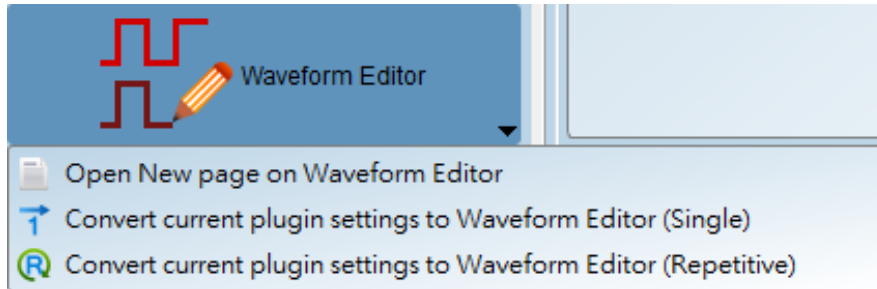 Waveform Editor
Open New page on Waveform Editor
1 Convert current plugin settings to Waveform Editor (Single)
R Convert current plugin settings to Waveform Editor (Repetitive)